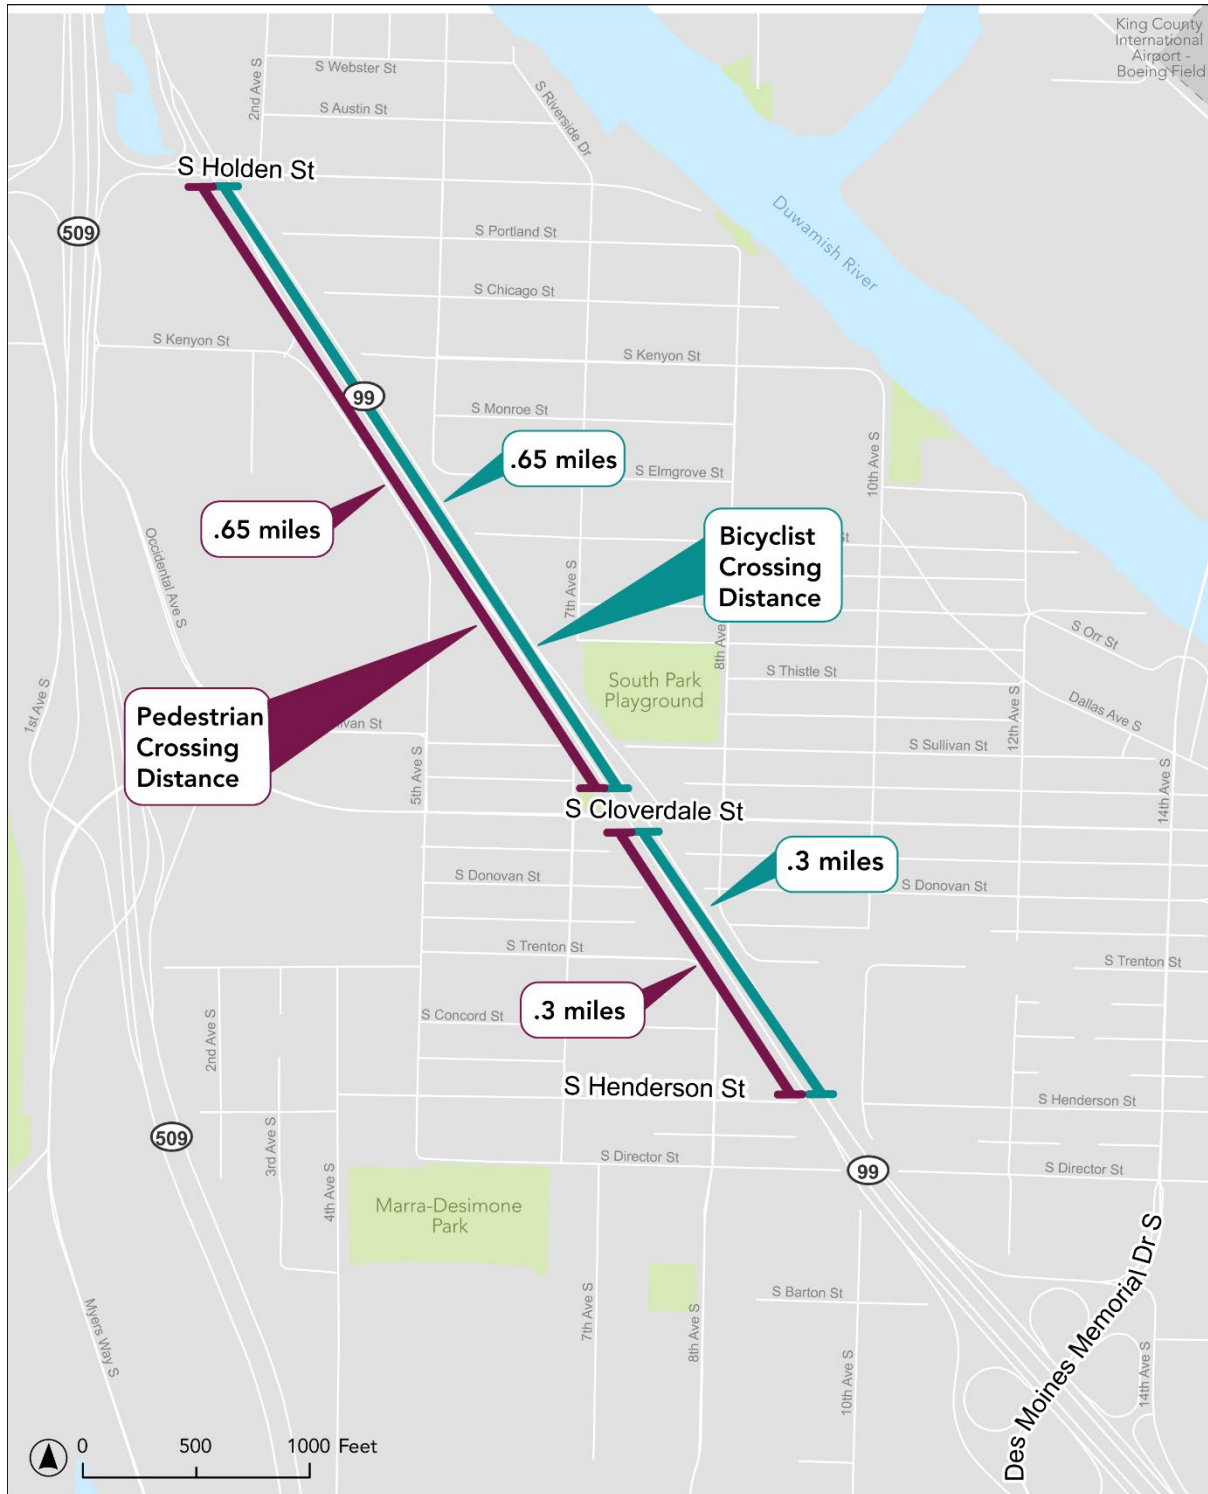 King County
International
Airport -
Boeing Field
S Webster St
2nd Ave S
S Austin St
S Riverside Dr
S Holden St
509
S Portland St
Duwamish River
S Chicago St
S Kenyon St
S Kenyon St
99
S Monroe St
.65 miles
S Elmgrove St
10th Ave S
.65 miles
Bicyclist
Crossing
Distance
St
Occidental Ave S
7th Ave S
8th Ave
S Orr St
South Park
Playground
S Thistle St
1st Ave S
Pedestrian
Crossing
Distance
ivan St
12th Ave S
Dallas Ave S
S Sullivan St
5th Ave S
14th Ave S
S Cloverdale St
.3 miles
S Donovan St
S Donovan St
S Trenton St
S Trenton St
.3 miles
S Concord St
2nd Ave S
S Henderson St
S Henderson St
509
3rd Ave S
S Director St
99
S Director St
4th Ave S
Marra-Desimone
Park
Des Moines Memorial Dr S
S Barton St
Myers Way S
7th Ave S
8th Ave S
10th Ave S
14th Ave S
0 500 1000 Feet